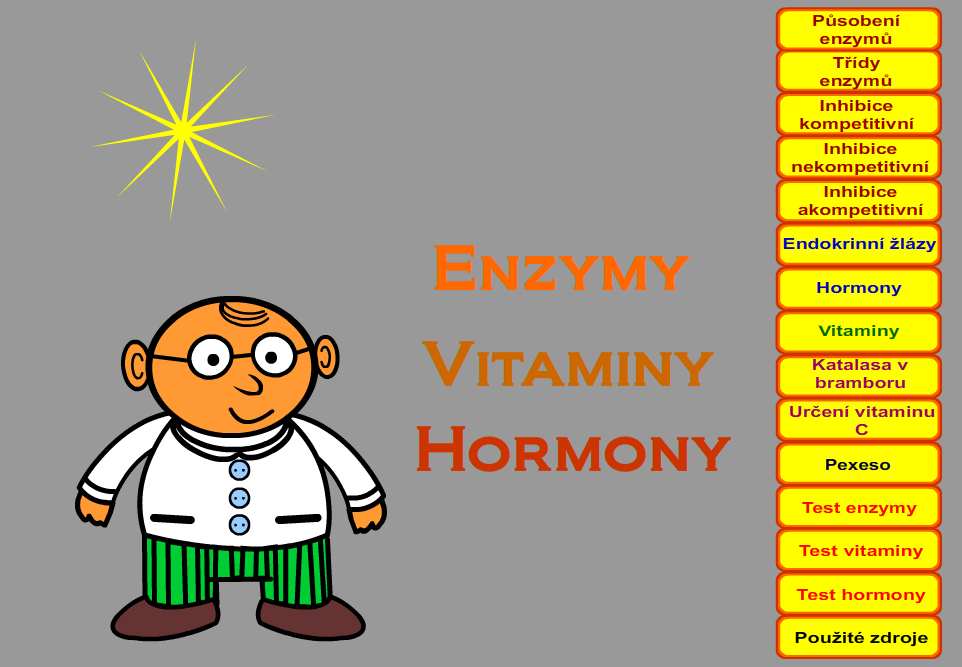 Enzymy
Vitaminy
Hormony
Působení
enzymů
Třídy
enzymů
Inhibice
kompetitivní
Inhibice
nekompetitivní
Inhibice
akompetitivní
Endokrinní žlázy
Hormony
Vitaminy
Katalasa v
bramboru
Určení vitaminu
C
Pexeso
Test enzymy
Test vitaminy
Test hormony
Použité zdroje